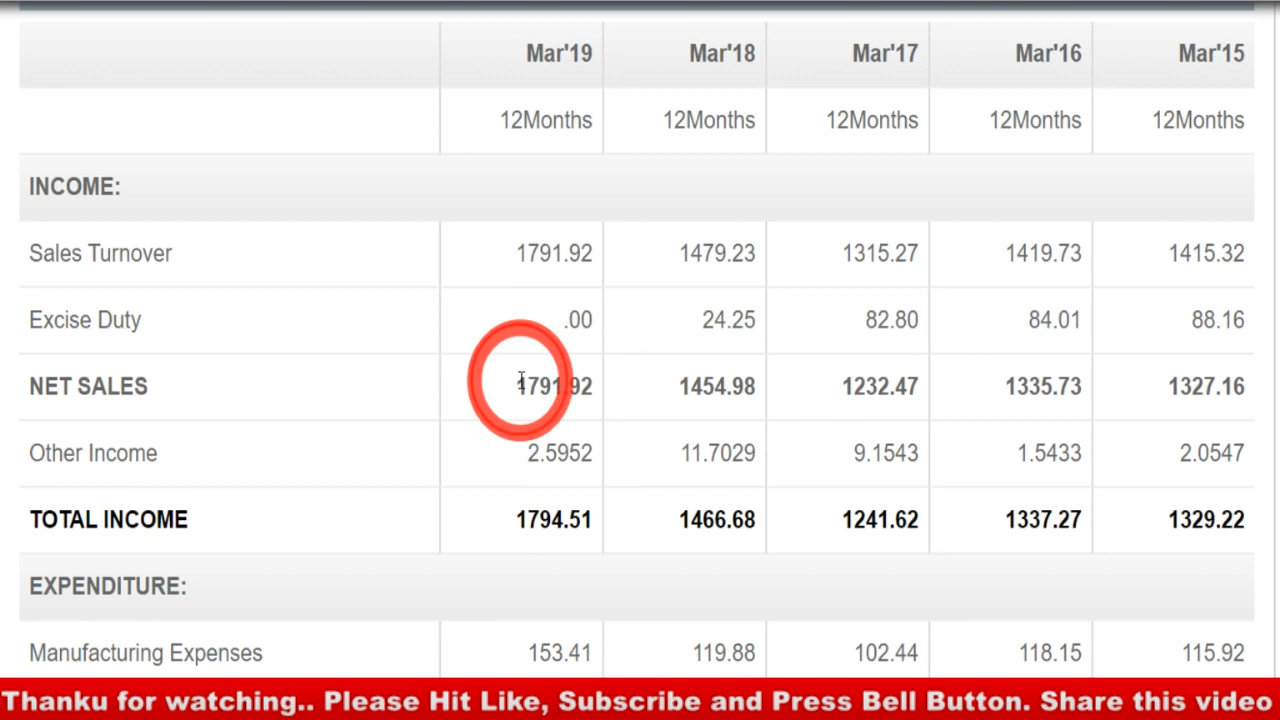 Mar'19 Mar'18 Mar'17 Mar'16 Mar'15
12Months 12Months 12Months 12Months 12Months
INCOME:
Sales Turnover 1791.92 1479.23 1315.27 1419.73 1415.32
Excise Duty .00 24.25 82.80 84.01 88.16
NET SALES 1791.92 1454.98 1232.47 1335.73 1327.16
Other Income 2.5952 11.7029 9.1543 1.5433 2.0547
TOTAL INCOME 1794.51 1466.68 1241.62 1337.27 1329.22
EXPENDITURE:
Manufacturing Expenses 153.41 119.88 102.44 118.15 115.92
Thanku for watching.. Please Hit Like, Subscribe and Press Bell Button. Share this video